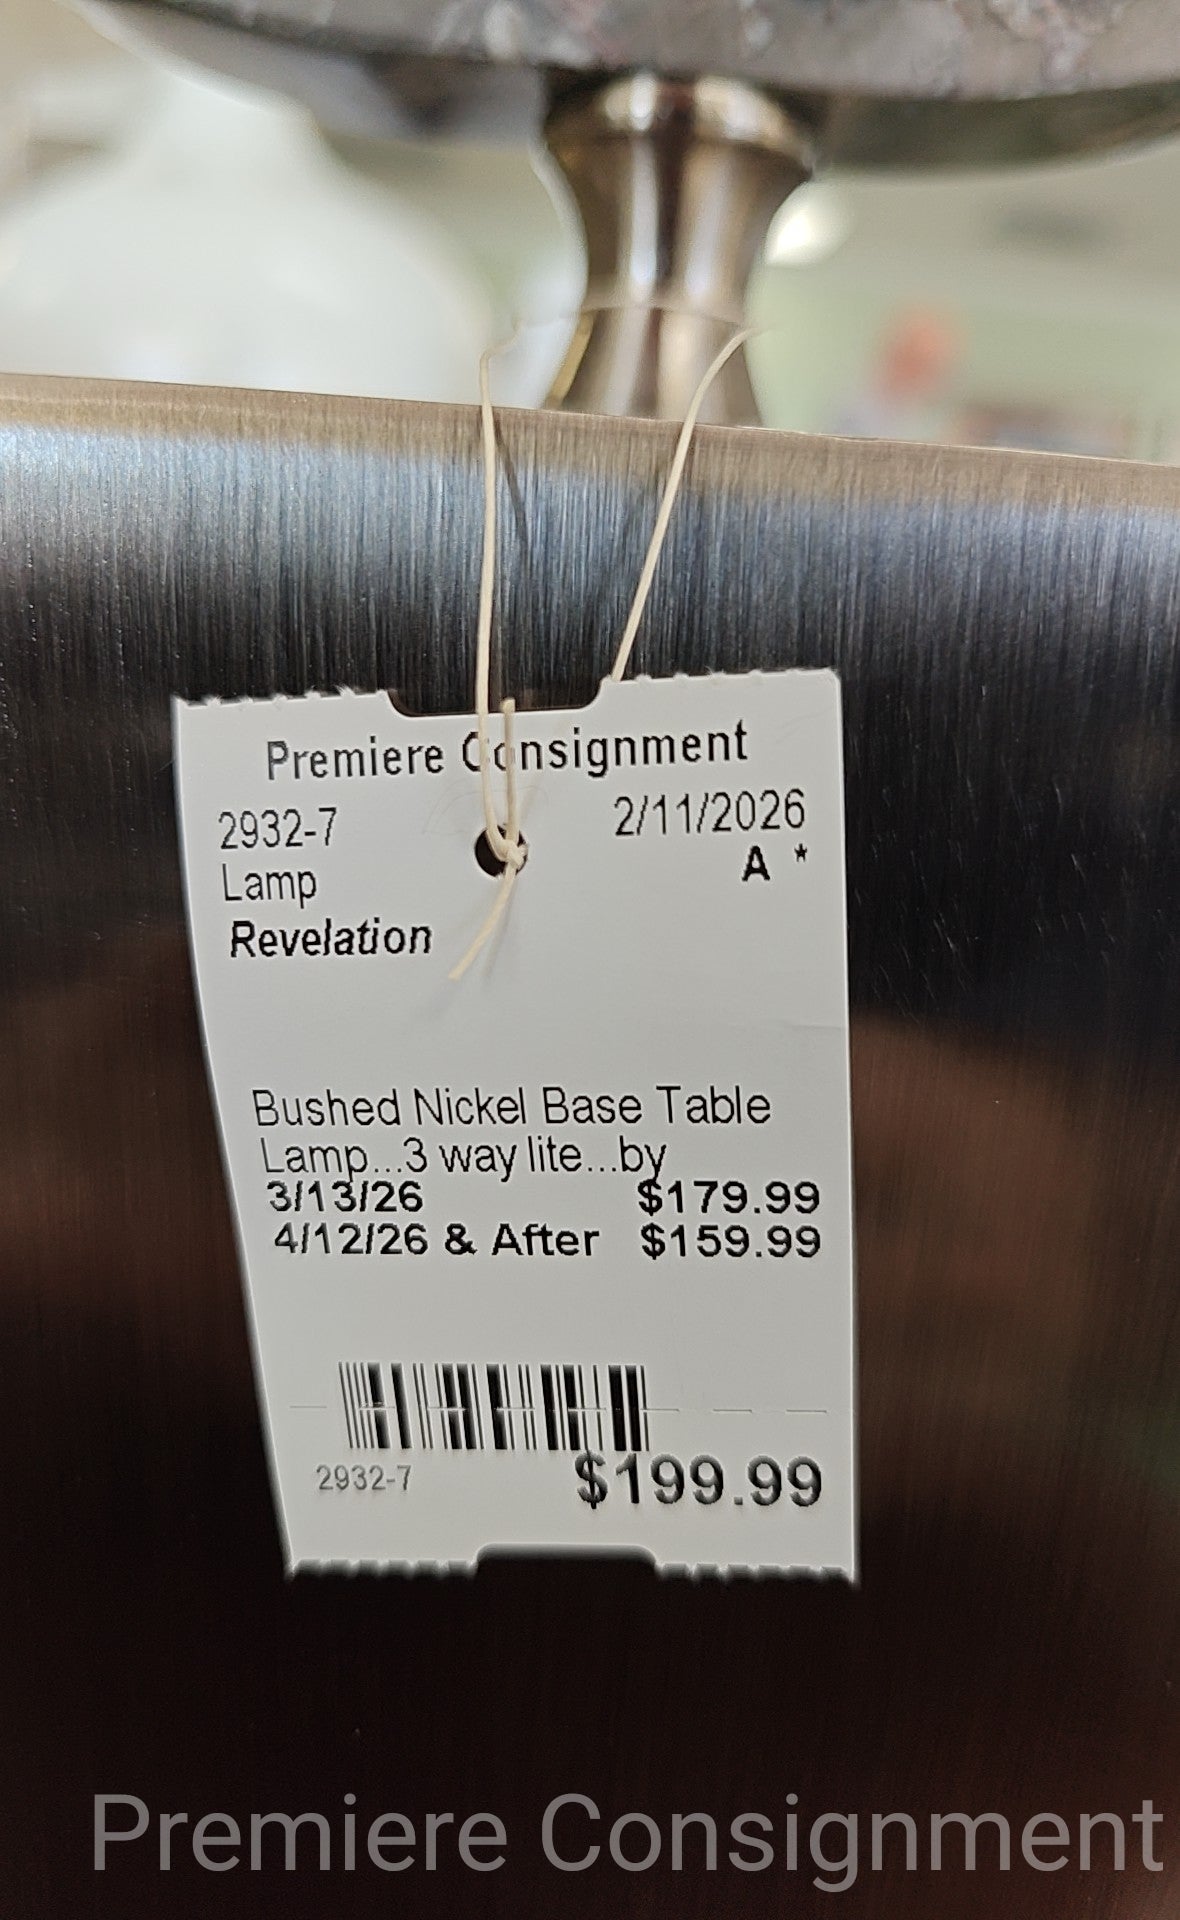 Premiere Consignment
2932-7 2/11/2026
Lamp A *
Revelation
Bushed Nickel Base Table
Lamp...3 way lite...by
3/13/26 $179.99
4/12/26 & After $159.99
2932-7 $199.99
Premiere Consignment